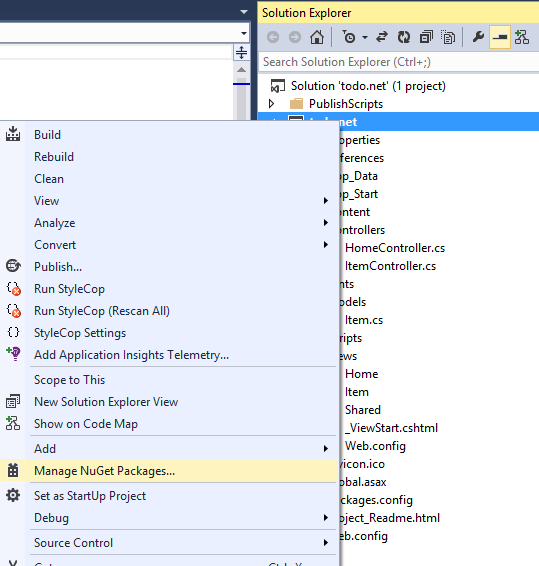 Solution Explorer
Search Solution Explorer (Ctrl+;)
Solution 'todo.net' (1 project)
PublishScripts
.net
operties
ferences
p_Data
p_Start
ontent
ontrollers
HomeController.cs
ItemController.cs
nts
odels
Item.cs
ripts
ews
Home
Item
Shared
_ViewStart.cshtml
Web.config
vicon.ico
obal.asax
ckages.config
oject_Readme.html
eb.config
Build
Rebuild
Clean
View
Analyze
Convert
Publish...
Run StyleCop
Run StyleCop (Rescan All)
StyleCop Settings
Add Application Insights Telemetry...
Scope to This
New Solution Explorer View
Show on Code Map
Add
Manage NuGet Packages...
Set as StartUp Project
Debug
Source Control